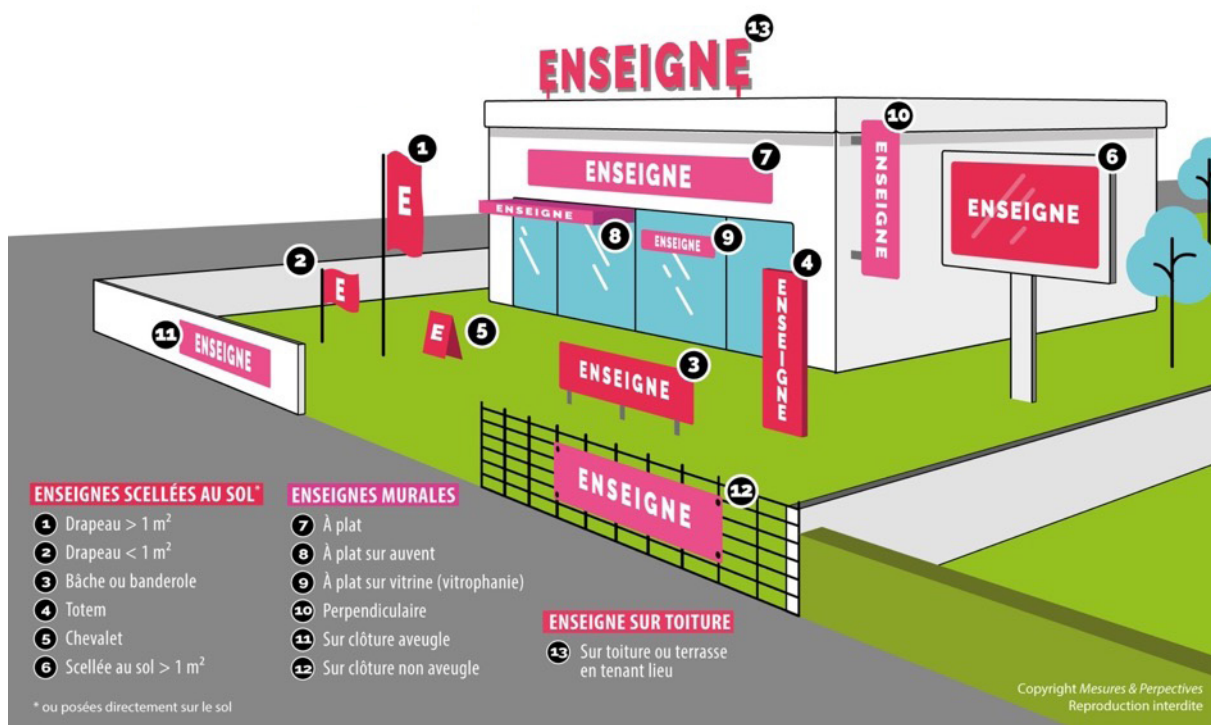 ENSEIGNE
13
10
ENSEIGNE
1
E
ENSEIGNE
7
6
ENSEIGNE
ENSEIGNE
8
ENSEIGNE
9
2
E
4
ENSEIGNE
11
ENSEIGNE
E
5
3
ENSEIGNE
ENSEIGNE
12
ENSEIGNES SCELLÉES AU SOL*
1 Drapeau > 1 m²
2 Drapeau < 1 m²
3 Bâche ou banderole
4 Totem
5 Chevalet
6 Scellée au sol > 1 m²
* ou posées directement sur le sol
ENSEIGNES MURALES
7 À plat
8 À plat sur auvent
9 À plat sur vitrine (vitrophanie)
10 Perpendiculaire
11 Sur clôture aveugle
12 Sur clôture non aveugle
ENSEIGNE SUR TOITURE
13 Sur toiture ou terrasse
en tenant lieu
Copyright Mesures & Perpectives
Reproduction interdite